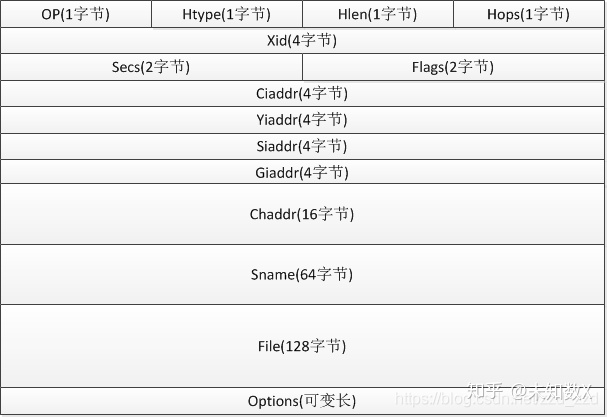 OP(1字节) Htype(1字节) Hlen(1字节) Hops(1字节)
Xid(4字节)
Secs(2字节) Flags(2字节)
Ciaddr(4字节)
Yiaddr(4字节)
Siaddr(4字节)
Giaddr(4字节)
Chaddr(16字节)
Sname(64字节)
File(128字节)
Options(可变长)
知乎 @未知数X